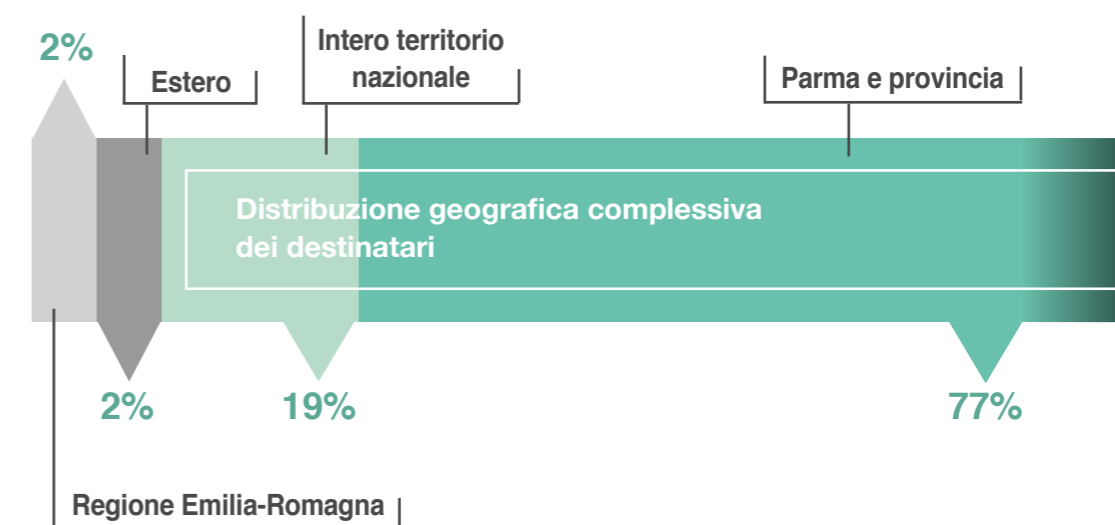 2%
Estero
Intero territorio
nazionale
Parma e provincia
Distribuzione geografica complessiva
dei destinatari
2%
19%
77%
Regione Emilia-Romagna